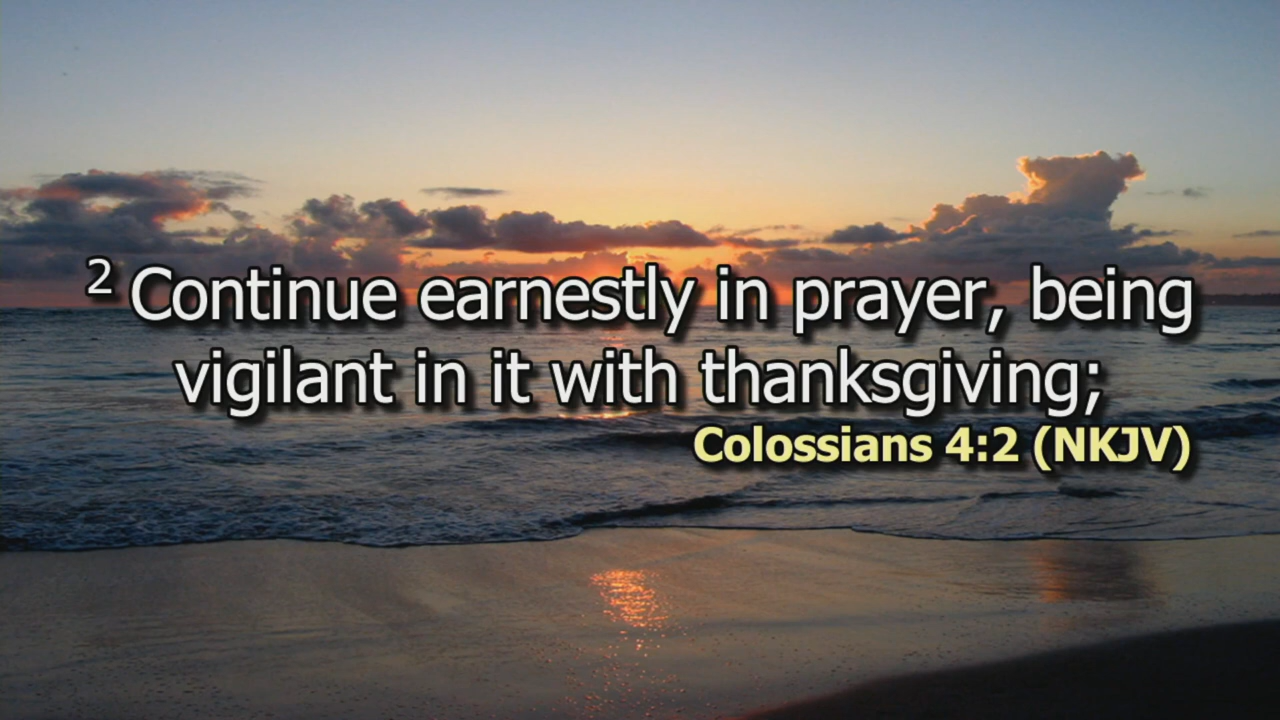 2 Continue earnestly in prayer, being
vigilant in it with thanksgiving;
Colossians 4:2 (NKJV)